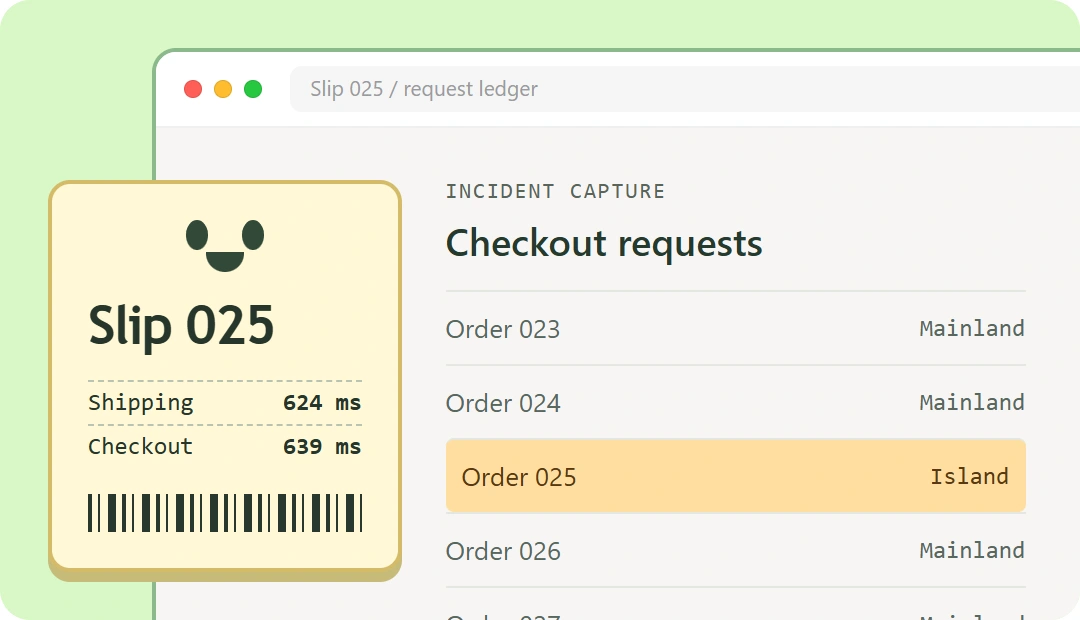 Slip 025 / request ledger
INCIDENT CAPTURE
Checkout requests
Order 023 Mainland
Order 024 Mainland
Order 025 Island
Order 026 Mainland
Slip 025
Shipping 624 ms
Checkout 639 ms